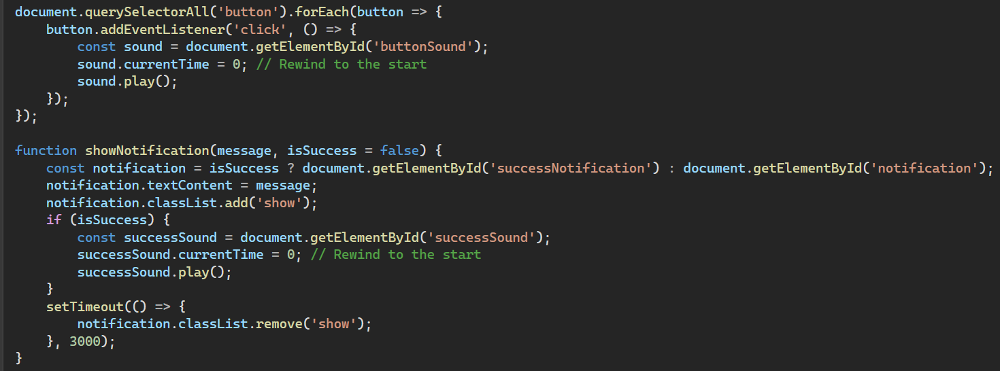 document.querySelectorAll('button').forEach(button => {
    button.addEventListener('click', () => {
        const sound = document.getElementById('buttonSound');
        sound.currentTime = 0; // Rewind to the start
        sound.play();
    });
});

function showNotification(message, isSuccess = false) {
    const notification = isSuccess ? document.getElementById('successNotification') : document.getElementById('notification');
    notification.textContent = message;
    notification.classList.add('show');
    if (isSuccess) {
        const successSound = document.getElementById('successSound');
        successSound.currentTime = 0; // Rewind to the start
        successSound.play();
    }
    setTimeout(() => {
        notification.classList.remove('show');
    }, 3000);
}